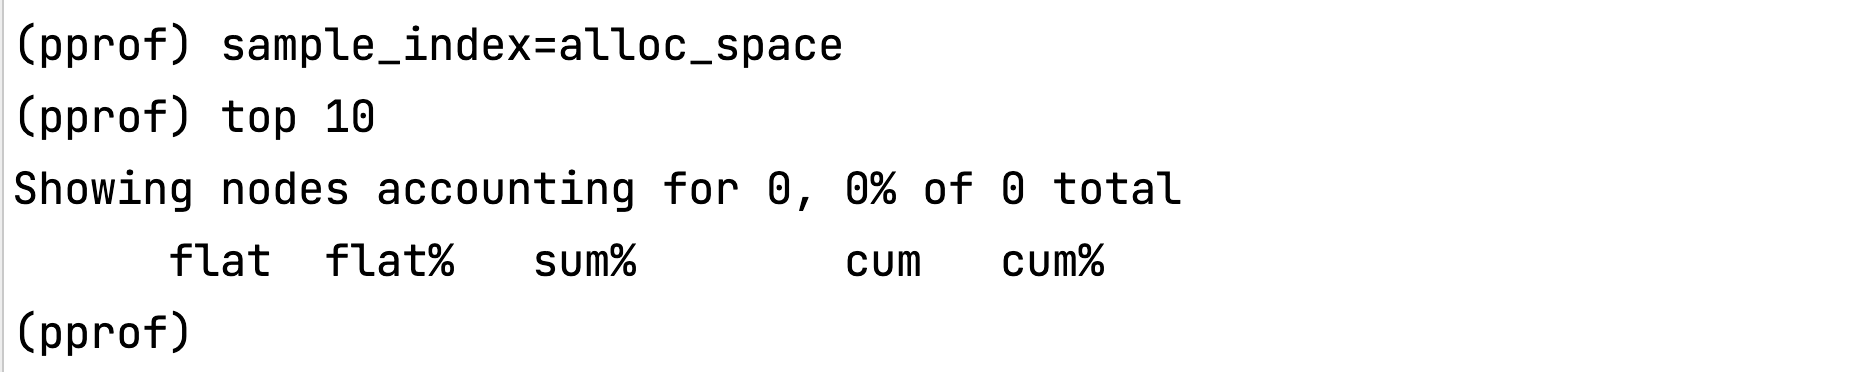 (pprof) sample_index=alloc_space
(pprof) top 10
Showing nodes accounting for 0, 0% of 0 total
      flat  flat%   sum%        cum   cum%
(pprof)